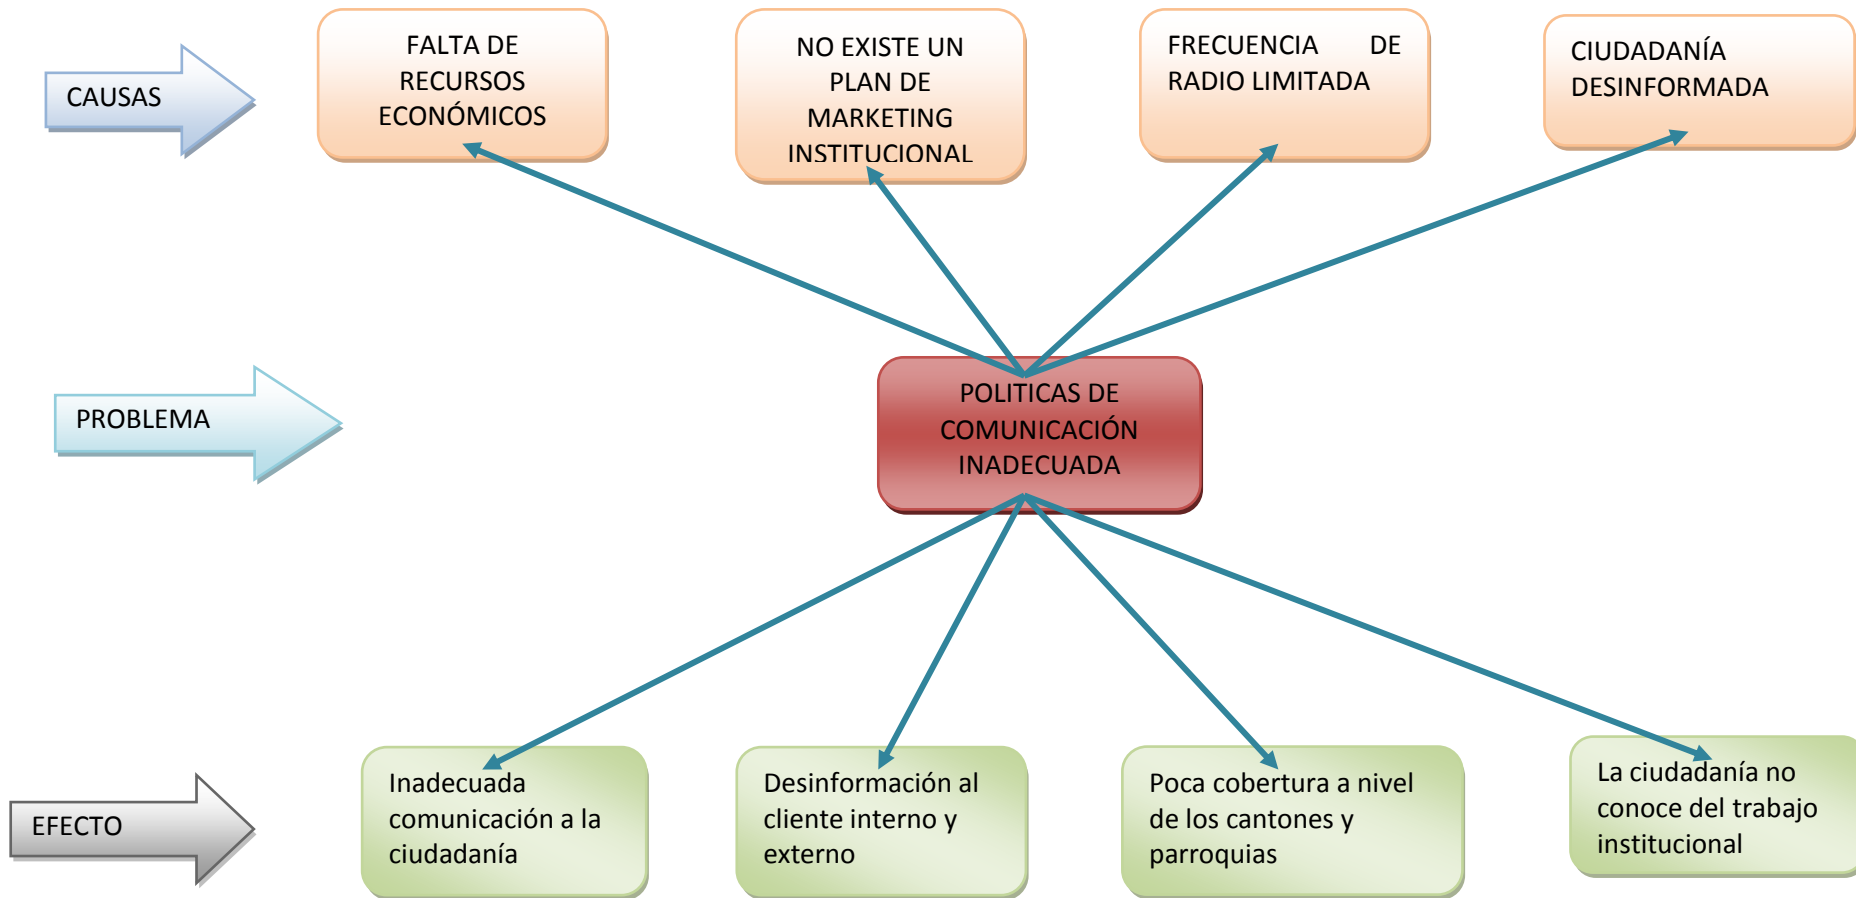 CAUSAS
FALTA DE
RECURSOS
ECONÓMICOS
NO EXISTE UN
PLAN DE
MARKETING
INSTITUCIONAL
FRECUENCIA DE
RADIO LIMITADA
CIUDADANÍA
DESINFORMADA
PROBLEMA
POLITICAS DE
COMUNICACIÓN
INADECUADA
EFECTO
Inadecuada
comunicación a la
ciudadanía
Desinformación al
cliente interno y
externo
Poca cobertura a nivel
de los cantones y
parroquias
La ciudadanía no
conoce del trabajo
institucional